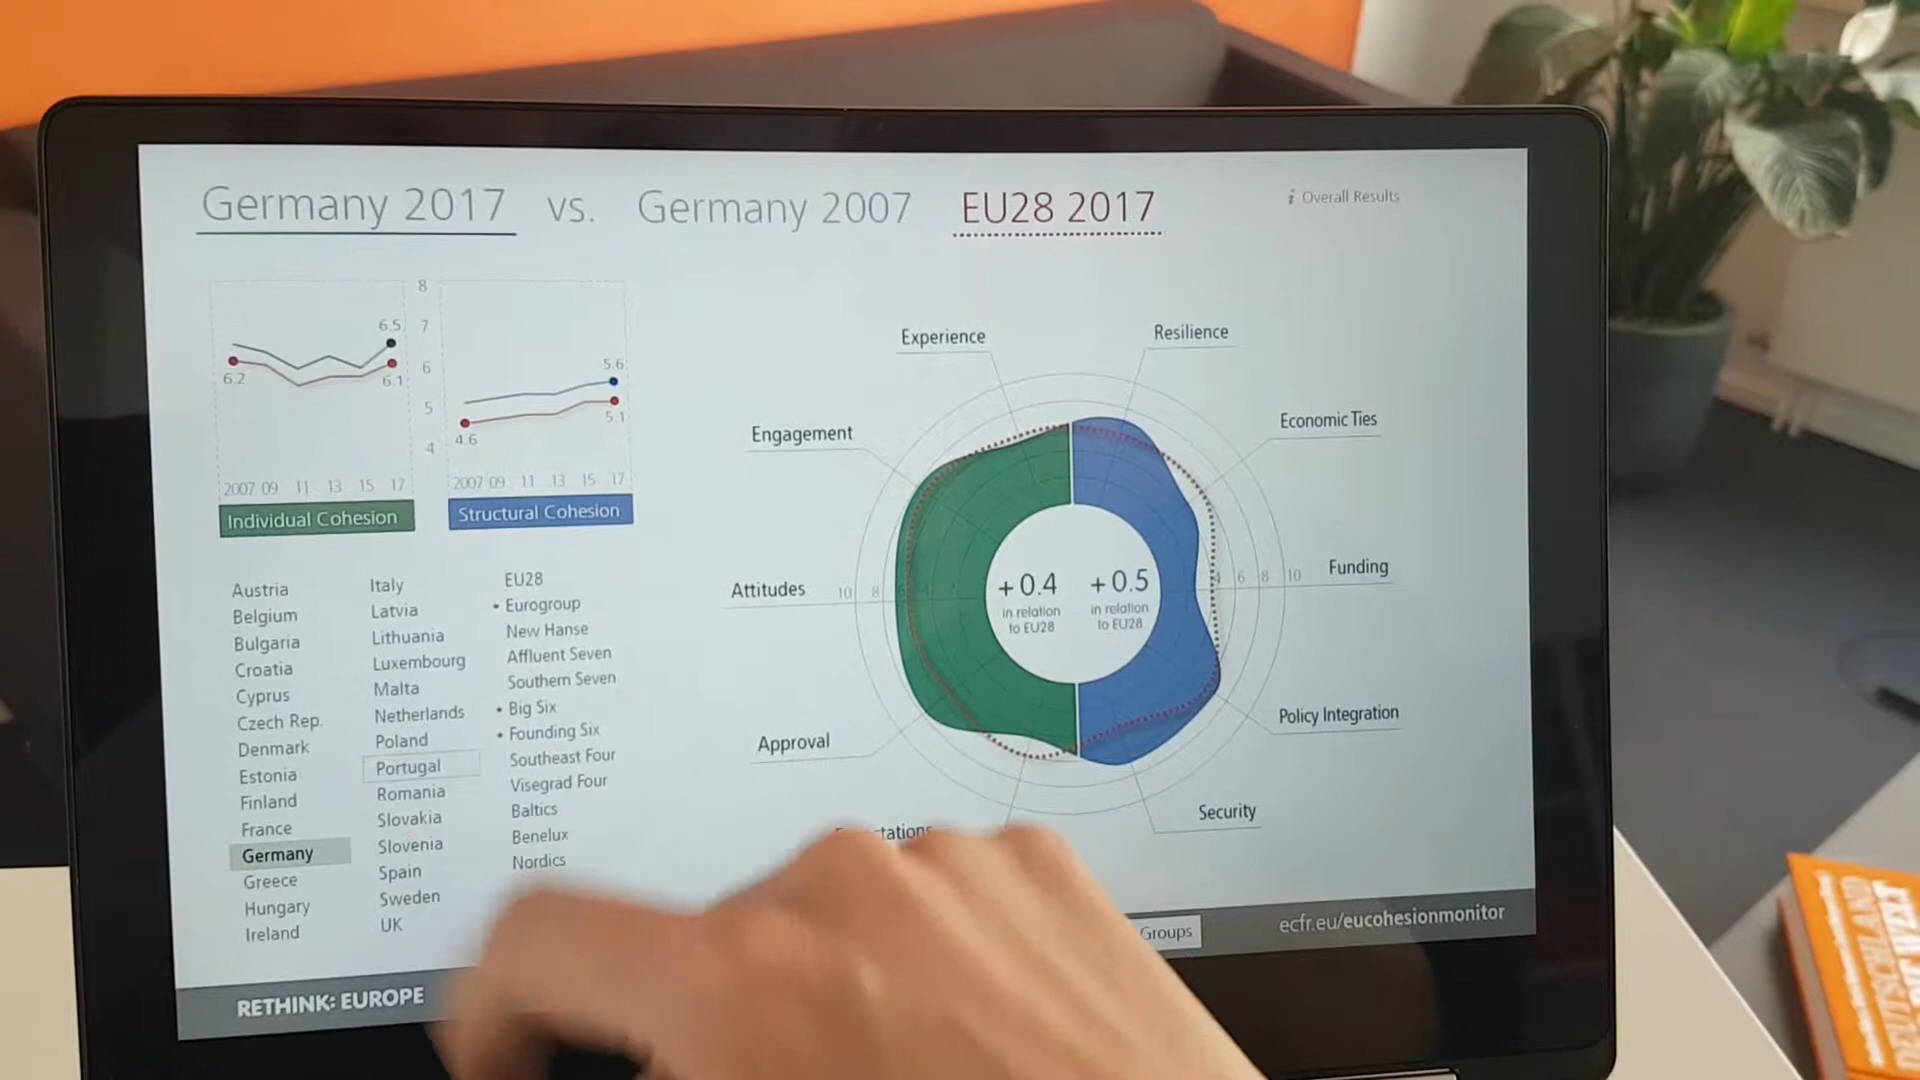 Germany 2017 vs. Germany 2007 EU28 2017
i Overall Results
6.5
6.2
6.1
8
7
6
5
4
5.6
4.6
5.1
2007 09 11 13 15 17
2007 09 11 13 15 17
Individual Cohesion
Structural Cohesion
Austria
Belgium
Bulgaria
Croatia
Cyprus
Czech Rep.
Denmark
Estonia
Finland
France
Germany
Greece
Hungary
Ireland
Italy
Latvia
Lithuania
Luxembourg
Malta
Netherlands
Poland
Portugal
Romania
Slovakia
Slovenia
Spain
Sweden
UK
EU28
• Eurogroup
New Hanse
Affluent Seven
Southern Seven
• Big Six
• Founding Six
Southeast Four
Visegrad Four
Baltics
Benelux
Nordics
Experience
Resilience
Engagement
Economic Ties
Attitudes
10 8
4 6 8 10
Funding
+0.4
in relation
to EU28
+0.5
in relation
to EU28
Approval
Policy Integration
Security
Groups
ecfr.eu/eucohesionmonitor
RETHINK: EUROPE
DEUTSCHLAND